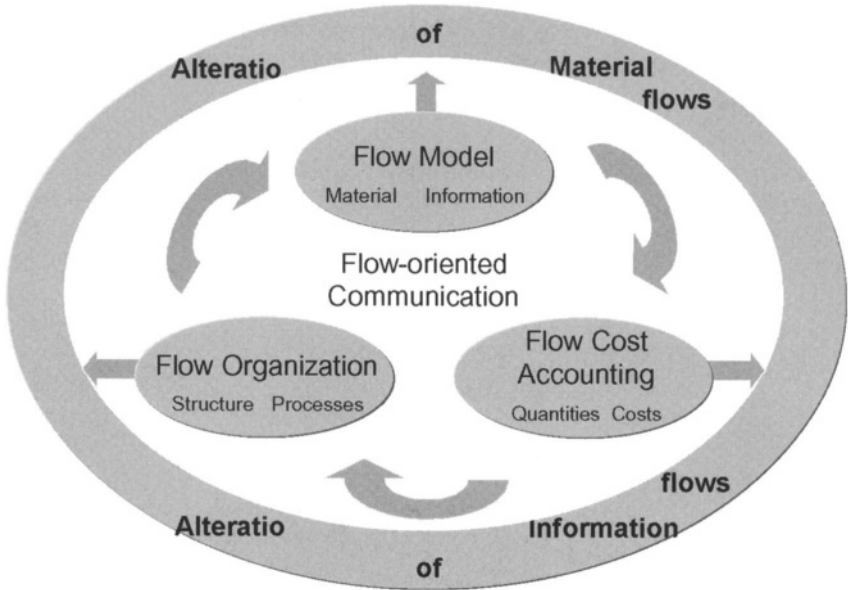 Alteratio of Material flows
Flow Model
Material Information
Flow-oriented
Communication
Flow Organization
Structure Processes
Flow Cost
Accounting
Quantities Costs
Alteratio of Information flows